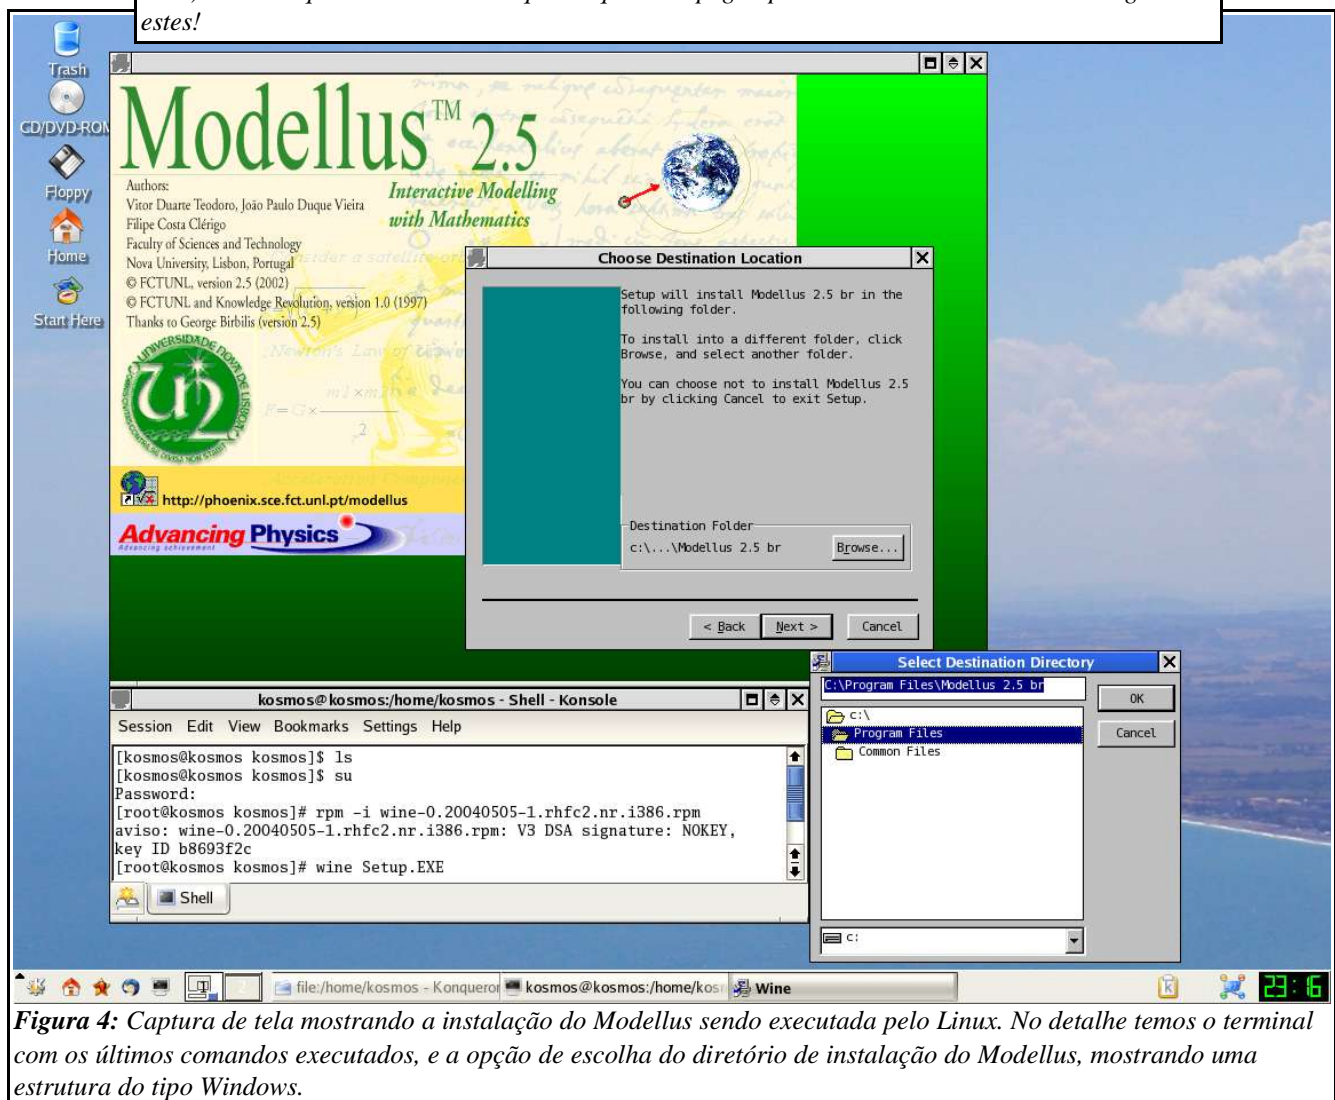 estes!
Trash
CD/DVD-ROM
Floppy
Home
Start Here
Modellus™ 2.5
Interactive Modelling
with Mathematics
Authors:
Vitor Duarte Teodoro, João Paulo Duque Vieira
Filipe Costa Clérigo
Faculty of Sciences and Technology
Nova University, Lisbon, Portugal
© FCTUNL, version 2.5 (2002)
© FCTUNL and Knowledge Revolution, version 1.0 (1997)
Thanks to George Birbilis (version 2.5)
UNIVERSIDADE NOVA DE LISBOA
http://phoenix.sce.fct.unl.pt/modellus
Advancing Physics
Advancing achievement
Choose Destination Location
Setup will install Modellus 2.5 br in the
following folder.
To install into a different folder, click
Browse, and select another folder.
You can choose not to install Modellus 2.5
br by clicking Cancel to exit Setup.
Destination Folder
c:\...\Modellus 2.5 br
Browse...
< Back Next > Cancel
Select Destination Directory
C:\Program Files\Modellus 2.5 br
OK
c:\
Program Files
Cancel
Common Files
c:
kosmos@kosmos:/home/kosmos - Shell - Konsole
Session Edit View Bookmarks Settings Help
[kosmos@kosmos kosmos]$ ls
[kosmos@kosmos kosmos]$ su
Password:
[root@kosmos kosmos]# rpm -i wine-0.20040505-1.rhfc2.nr.i386.rpm
aviso: wine-0.20040505-1.rhfc2.nr.i386.rpm: V3 DSA signature: NOKEY,
key ID b8693f2c
[root@kosmos kosmos]# wine Setup.EXE
Shell
file:/home/kosmos - Konqueror kosmos@kosmos:/home/kos Wine 23:16
Figura 4: Captura de tela mostrando a instalação do Modellus sendo executada pelo Linux. No detalhe temos o terminal
com os últimos comandos executados, e a opção de escolha do diretório de instalação do Modellus, mostrando uma
estrutura do tipo Windows.